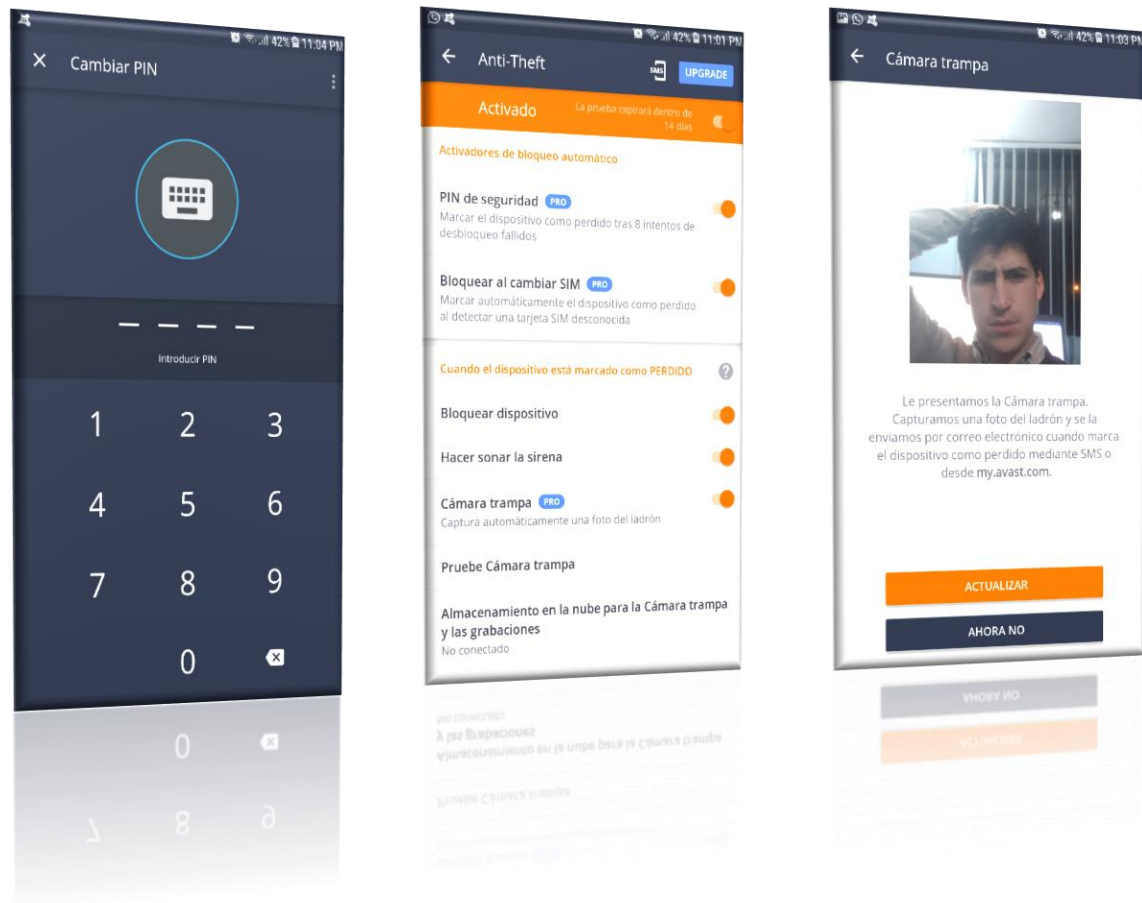 42% 11:04 PM
Cambiar PIN
Introducir PIN
1 2 3
4 5 6
7 8 9
0
42% 11:01 PM
Anti-Theft
SMS
UPGRADE
Activado
La prueba expirará dentro de
14 días
Activadores de bloqueo automático
PIN de seguridad PRO
Marcar el dispositivo como perdido tras 8 intentos de
desbloqueo fallidos
Bloquear al cambiar SIM PRO
Marcar automáticamente el dispositivo como perdido
al detectar una tarjeta SIM desconocida
Cuando el dispositivo está marcado como PERDIDO ?
Bloquear dispositivo
Hacer sonar la sirena
Cámara trampa PRO
Captura automáticamente una foto del ladrón
Pruebe Cámara trampa
Almacenamiento en la nube para la Cámara trampa
y las grabaciones
No conectado
42% 11:03 PM
Cámara trampa
Le presentamos la Cámara trampa.
Capturamos una foto del ladrón y se la
enviamos por correo electrónico cuando marca
el dispositivo como perdido mediante SMS o
desde my.avast.com.
ACTUALIZAR
AHORA NO